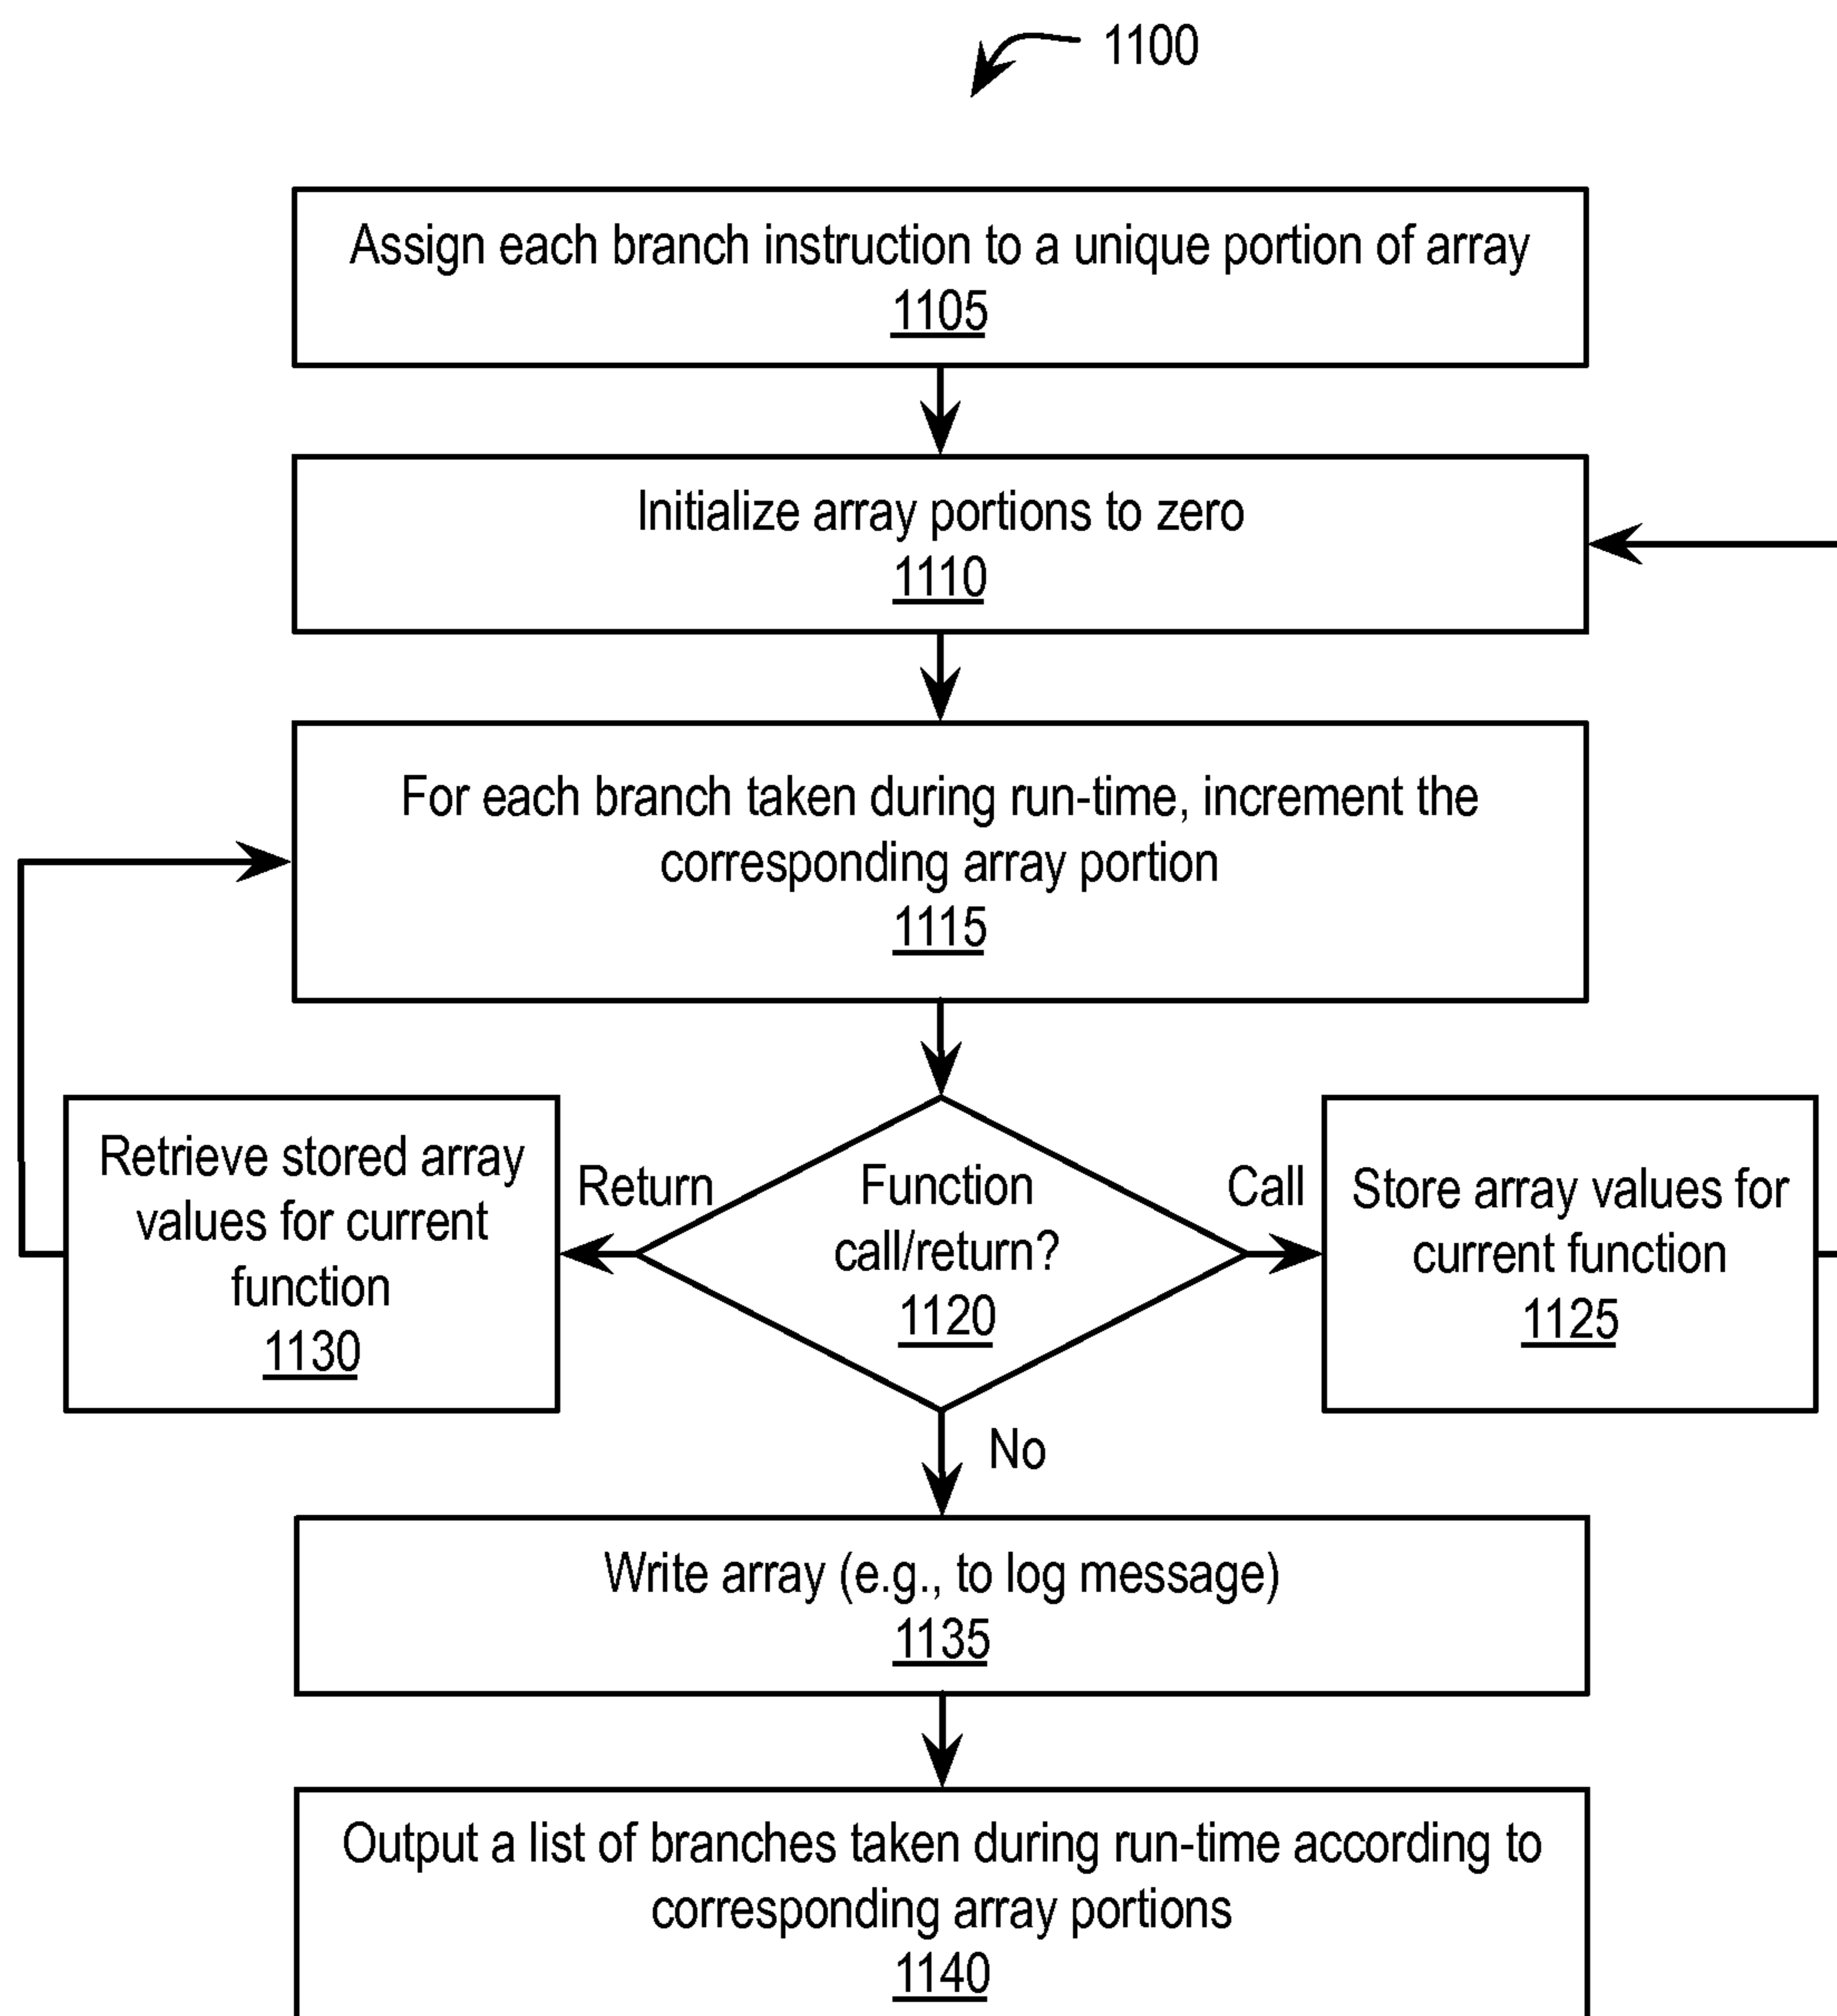 1100
Assign each branch instruction to a unique portion of array
1105
Initialize array portions to zero
1110
For each branch taken during run-time, increment the
corresponding array portion
1115
Retrieve stored array
values for current
function
1130
Return
Function
call/return?
1120
Call
Store array values for
current function
1125
No
Write array (e.g., to log message)
1135
Output a list of branches taken during run-time according to
corresponding array portions
1140